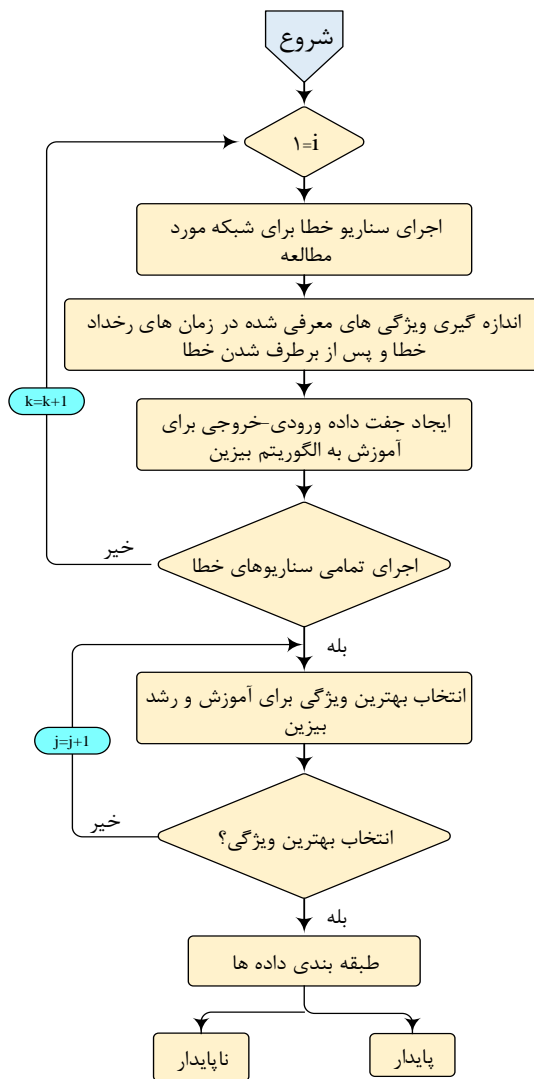 شروع
i=۱
اجرای سناریو خطا برای شبکه مورد
مطالعه
اندازه گیری ویژگی های معرفی شده در زمان های رخداد
خطا و پس از برطرف شدن خطا
k=k+1
ایجاد جفت داده ورودی-خروجی برای
آموزش به الگوریتم بیزین
خیر
اجرای تمامی سناریوهای خطا
بله
انتخاب بهترین ویژگی برای آموزش و رشد
بیزین
j=j+1
خیر
انتخاب بهترین ویژگی؟
بله
طبقه بندی داده ها
پایدار
ناپایدار